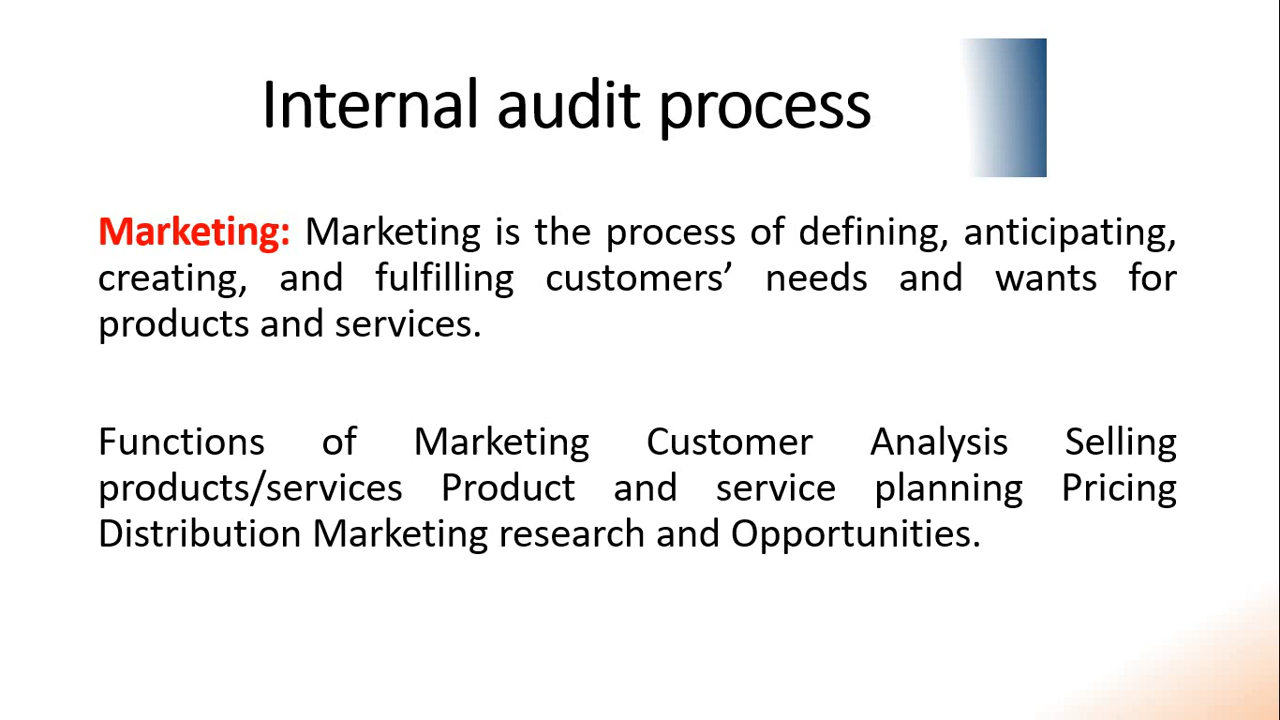 Internal audit process
Marketing: Marketing is the process of defining, anticipating,
creating, and fulfilling customers’ needs and wants for
products and services.
Functions of Marketing Customer Analysis Selling
products/services Product and service planning Pricing
Distribution Marketing research and Opportunities.